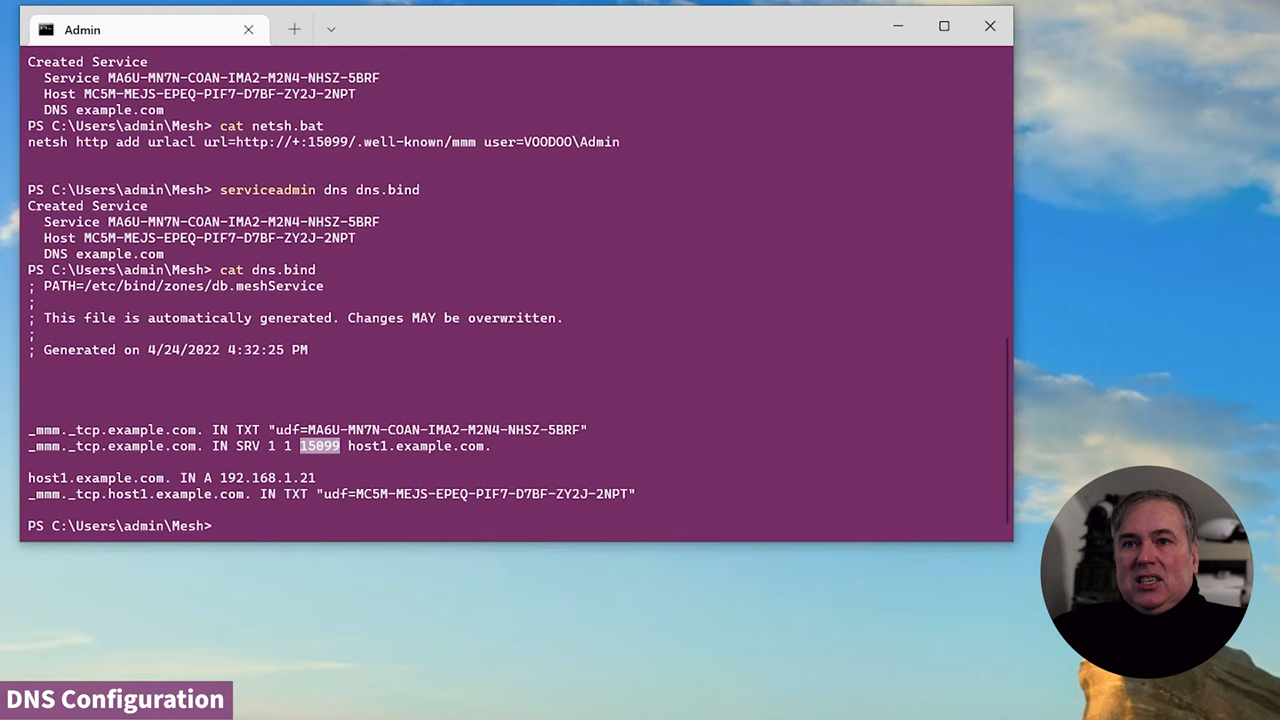 Admin
Created Service
Service MA6U-MN7N-COAN-IMA2-M2N4-NHSZ-5BRF
Host MC5M-MEJS-EPEQ-PIF7-D7BF-ZY2J-2NPT
DNS example.com
PS C:\Users\admin\Mesh> cat netsh.bat
netsh http add urlacl url=http://+:15099/.well-known/mmm user=VOODOO\Admin
PS C:\Users\admin\Mesh> serviceadmin dns dns.bind
Created Service
Service MA6U-MN7N-COAN-IMA2-M2N4-NHSZ-5BRF
Host MC5M-MEJS-EPEQ-PIF7-D7BF-ZY2J-2NPT
DNS example.com
PS C:\Users\admin\Mesh> cat dns.bind
; PATH=/etc/bind/zones/db.meshService
;
; This file is automatically generated. Changes MAY be overwritten.
;
; Generated on 4/24/2022 4:32:25 PM
_mmm._tcp.example.com. IN TXT "udf=MA6U-MN7N-COAN-IMA2-M2N4-NHSZ-5BRF"
_mmm._tcp.example.com. IN SRV 1 1 15099 host1.example.com.
host1.example.com. IN A 192.168.1.21
_mmm._tcp.host1.example.com. IN TXT "udf=MC5M-MEJS-EPEQ-PIF7-D7BF-ZY2J-2NPT"
PS C:\Users\admin\Mesh>
DNS Configuration